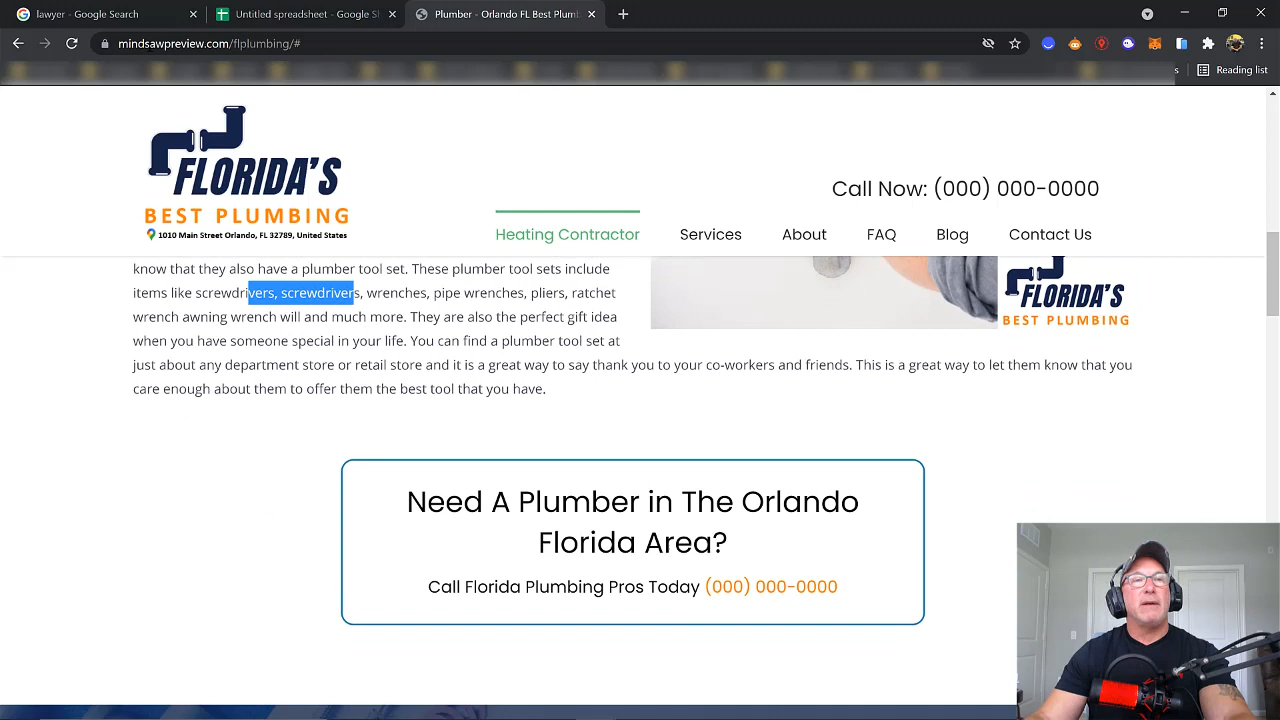 lawyer - Google Search
Untitled spreadsheet - Google S
Plumber - Orlando FL Best Plumb
mindsawpreview.com/flplumbing/#
s
Reading list
FLORIDA'S
BEST PLUMBING
1010 Main Street Orlando, FL 32789, United States
Call Now: (000) 000-0000
Heating Contractor
Services
About
FAQ
Blog
Contact Us
know that they also have a plumber tool set. These plumber tool sets include
items like screwdrivers, screwdrivers, wrenches, pipe wrenches, pliers, ratchet
wrench awning wrench will and much more. They are also the perfect gift idea
when you have someone special in your life. You can find a plumber tool set at
just about any department store or retail store and it is a great way to say thank you to your co-workers and friends. This is a great way to let them know that you
care enough about them to offer them the best tool that you have.
FLORIDA'S
BEST PLUMBING
Need A Plumber in The Orlando
Florida Area?
Call Florida Plumbing Pros Today (000) 000-0000